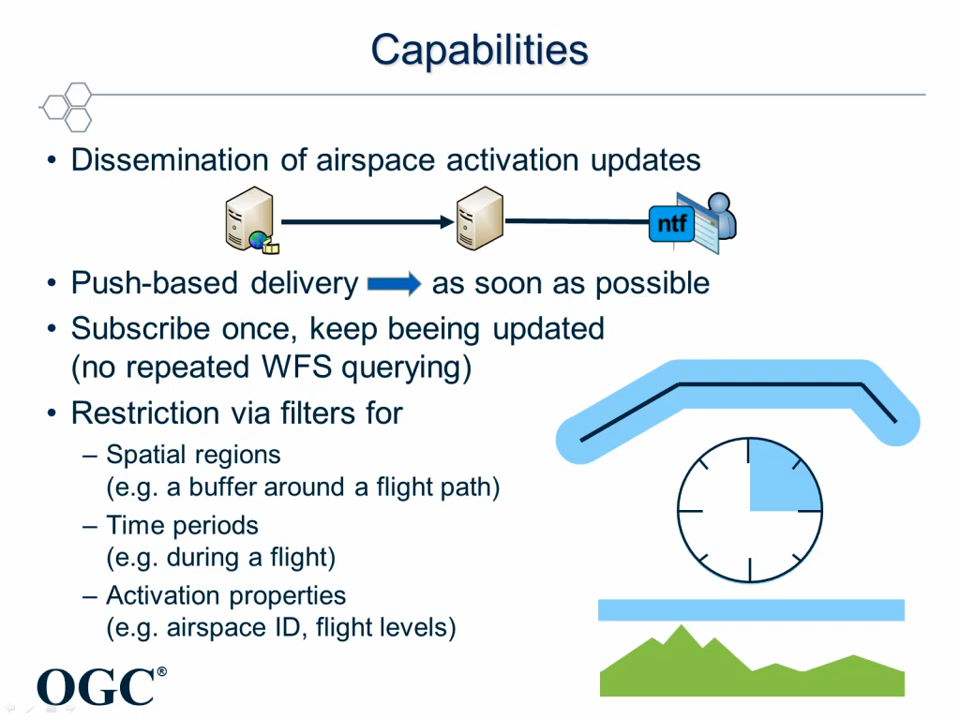 Capabilities
• Dissemination of airspace activation updates
ntf
• Push-based delivery as soon as possible
• Subscribe once, keep beeing updated
(no repeated WFS querying)
• Restriction via filters for
– Spatial regions
(e.g. a buffer around a flight path)
– Time periods
(e.g. during a flight)
– Activation properties
(e.g. airspace ID, flight levels)
OGC®